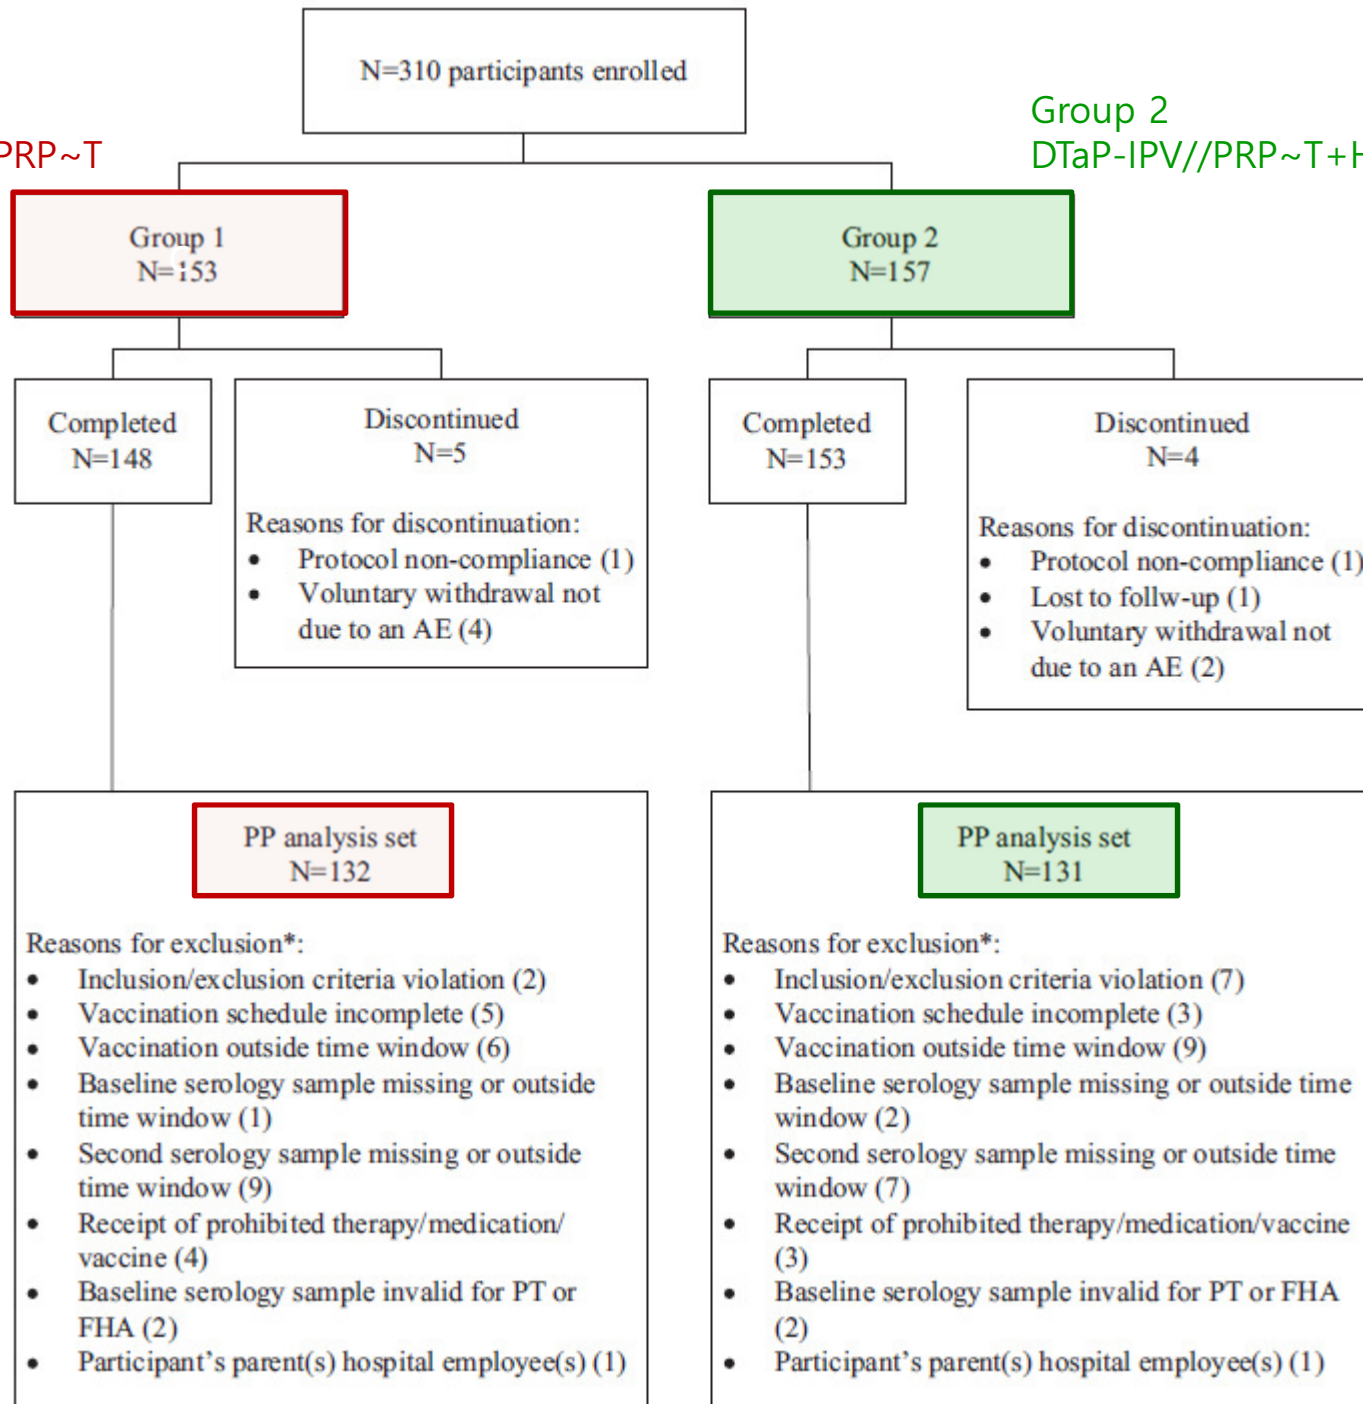 N=310 participants enrolled
PRP~T
Group 2
DTaP-IPV//PRP~T+H
Group 1
N=153
Group 2
N=157
Completed
N=148
Discontinued
N=5
Reasons for discontinuation:
• Protocol non-compliance (1)
• Voluntary withdrawal not
due to an AE (4)
Completed
N=153
Discontinued
N=4
Reasons for discontinuation:
• Protocol non-compliance (1)
• Lost to follw-up (1)
• Voluntary withdrawal not
due to an AE (2)
PP analysis set
N=132
Reasons for exclusion*:
• Inclusion/exclusion criteria violation (2)
• Vaccination schedule incomplete (5)
• Vaccination outside time window (6)
• Baseline serology sample missing or outside
time window (1)
• Second serology sample missing or outside
time window (9)
• Receipt of prohibited therapy/medication/
vaccine (4)
• Baseline serology sample invalid for PT or
FHA (2)
• Participant's parent(s) hospital employee(s) (1)
PP analysis set
N=131
Reasons for exclusion*:
• Inclusion/exclusion criteria violation (7)
• Vaccination schedule incomplete (3)
• Vaccination outside time window (9)
• Baseline serology sample missing or outside time
window (2)
• Second serology sample missing or outside time
window (7)
• Receipt of prohibited therapy/medication/vaccine
(3)
• Baseline serology sample invalid for PT or FHA
(2)
• Participant's parent(s) hospital employee(s) (1)